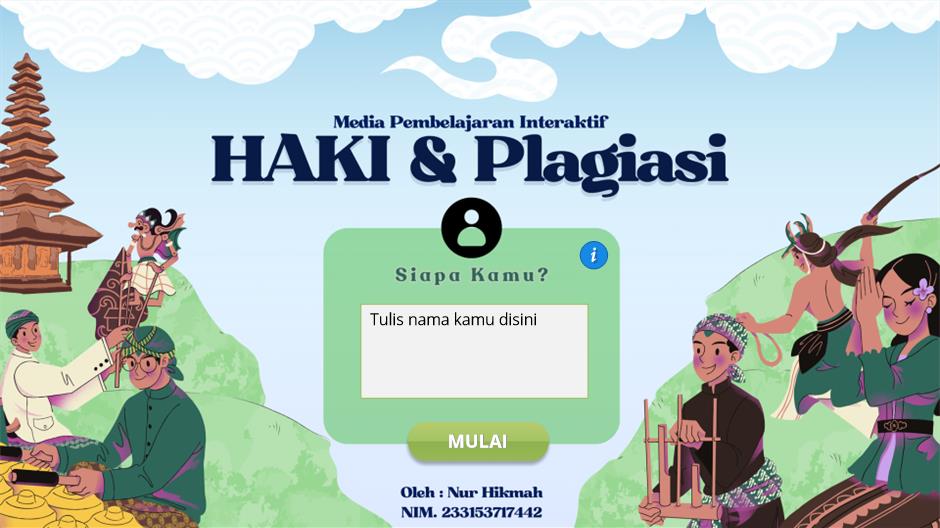 Media Pembelajaran Interaktif
HAKI & Plagiasi
i
Siapa Kamu?
Tulis nama kamu disini
MULAI
Oleh : Nur Hikmah
NIM. 233153717442